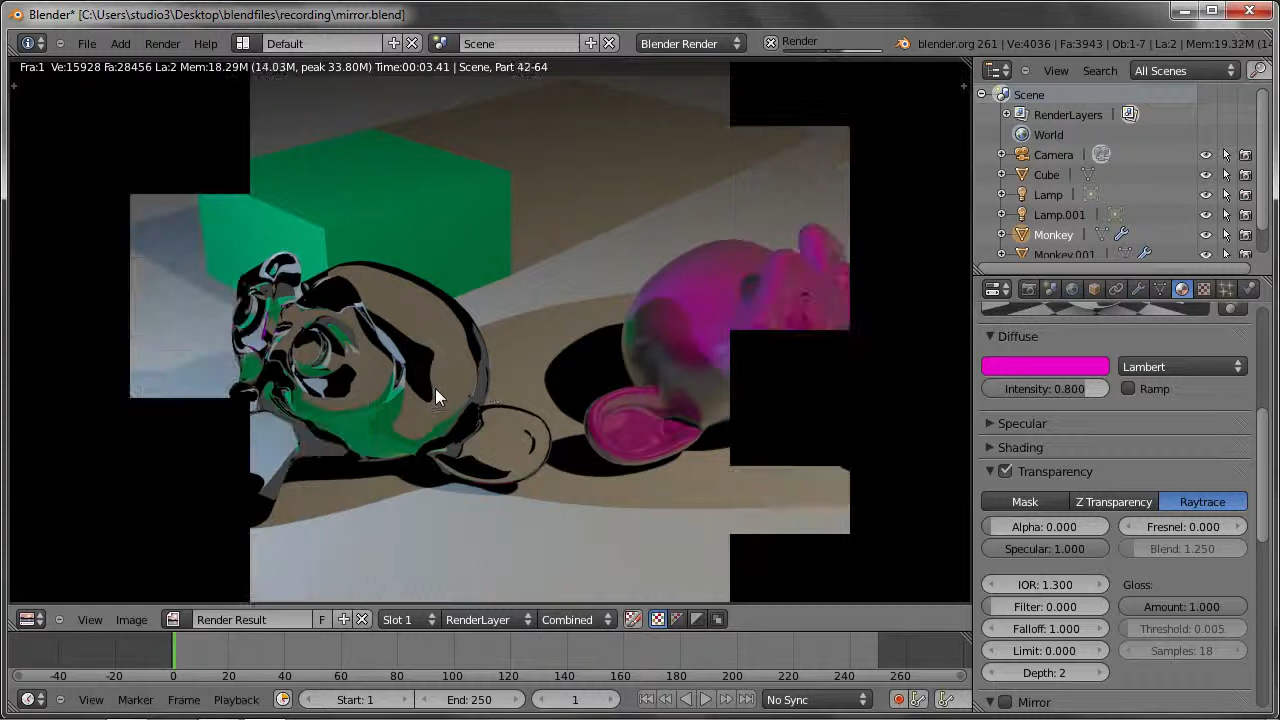 Blender* [C:\Users\studio3\Desktop\blendfiles\recording\mirror.blend]
File Add Render Help Default Scene Blender Render Render blender.org 261 | Ve:4036 | Fa:3943 | Ob:1-7 | La:2 | Mem:19.32M (14
Fra:1 Ve:15928 Fa:28456 La:2 Mem:18.29M (14.03M, peak 33.80M) Time:00:03.41 | Scene, Part 42-64
View Search All Scenes
Scene
RenderLayers
World
Camera
Cube
Lamp
Lamp.001
Monkey
Monkey.001
Diffuse
Lambert
Intensity: 0.800 Ramp
Specular
Shading
Transparency
Mask Z Transparency Raytrace
Alpha: 0.000 Fresnel: 0.000
Specular: 1.000 Blend: 1.250
IOR: 1.300 Gloss:
Filter: 0.000 Amount: 1.000
Falloff: 1.000 Threshold: 0.005
Limit: 0.000 Samples: 18
Depth: 2
Mirror
View Image Render Result F Slot 1 RenderLayer Combined
-40 -20 0 20 40 60 80 100 120 140 160 180 200 220 240 260
View Marker Frame Playback Start: 1 End: 250 1 No Sync